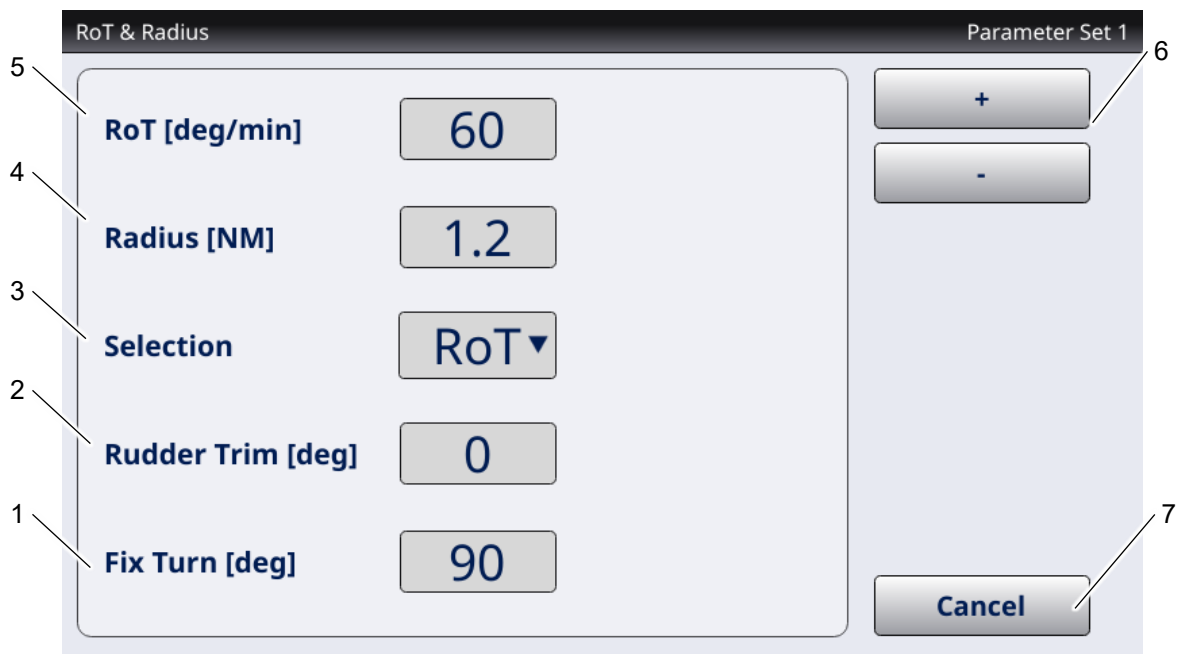 RoT & Radius Parameter Set 1
5 6
RoT [deg/min] 60 +
-
4
Radius [NM] 1.2
3
Selection RoT▼
2
Rudder Trim [deg] 0
1 7
Fix Turn [deg] 90
Cancel